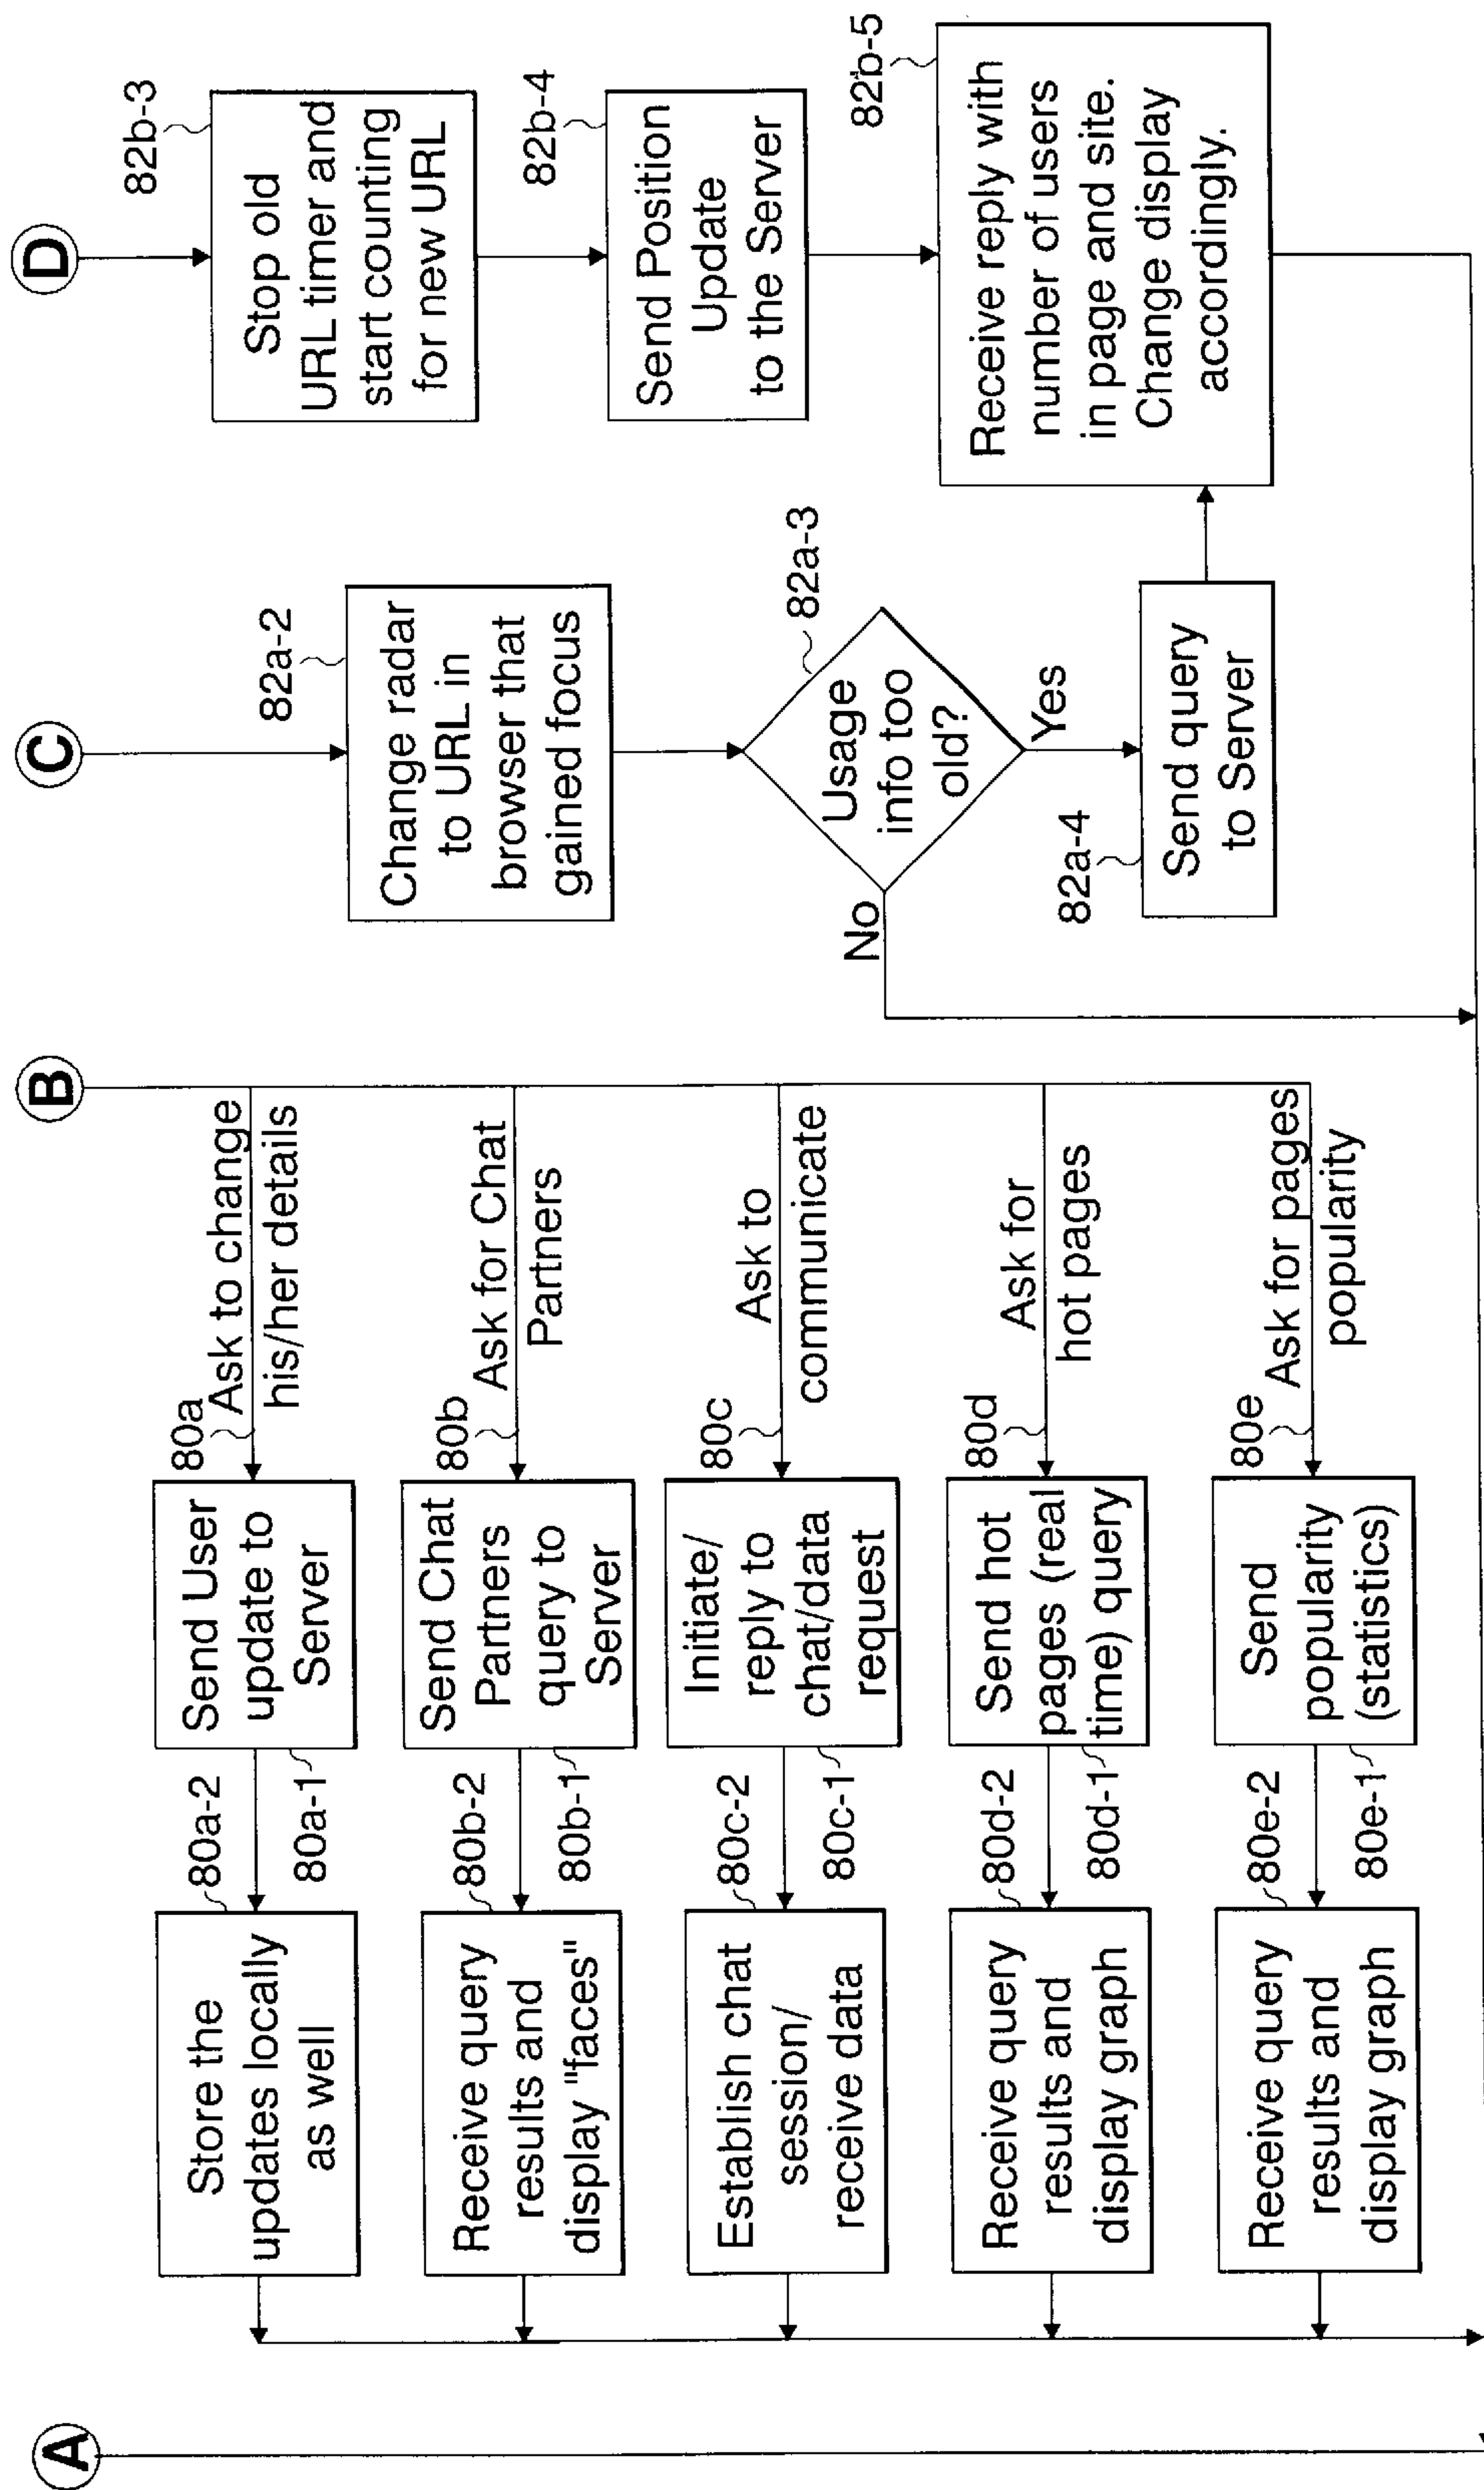 A
B
C
D
80a
Ask to change
his/her details
Send User
update to
Server
80a-1
80a-2
Store the
updates locally
as well
80b
Ask for Chat
Partners
Send Chat
Partners
query to
Server
80b-1
80b-2
Receive query
results and
display "faces"
80c
Ask to
communicate
Initiate/
reply to
chat/data
request
80c-1
80c-2
Establish chat
session/
receive data
80d
Ask for
hot pages
Send hot
pages (real
time) query
80d-1
80d-2
Receive query
results and
display graph
80e
Ask for pages
popularity
Send
popularity
(statistics)
80e-1
80e-2
Receive query
results and
display graph
82a-2
Change radar
to URL in
browser that
gained focus
82a-3
Usage
info too
old?
No
Yes
82a-4
Send query
to Server
82b-3
Stop old
URL timer and
start counting
for new URL
82b-4
Send Position
Update
to the Server
82b-5
Receive reply with
number of users
in page and site.
Change display
accordingly.